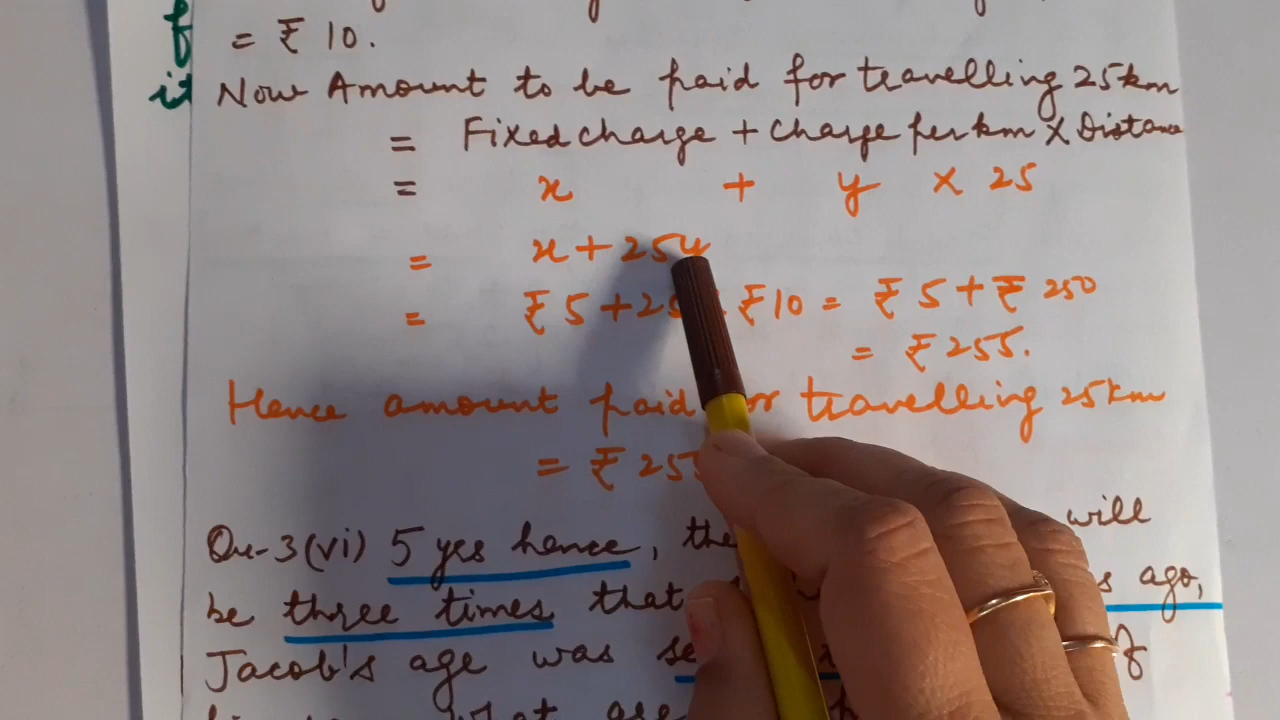 = ₹ 10.
it Now Amount to be paid for travelling 25km
= Fixed charge + Charge per km × Distance
= x + y × 25
= x + 25y
= ₹ 5 + 25 ₹ 10 = ₹ 5 + ₹ 250
= ₹ 255.
Hence amount paid for travelling 25km
= ₹ 255
Qu-3(vi) 5 yrs hence, the will
be three times that ago,
Jacob's age was